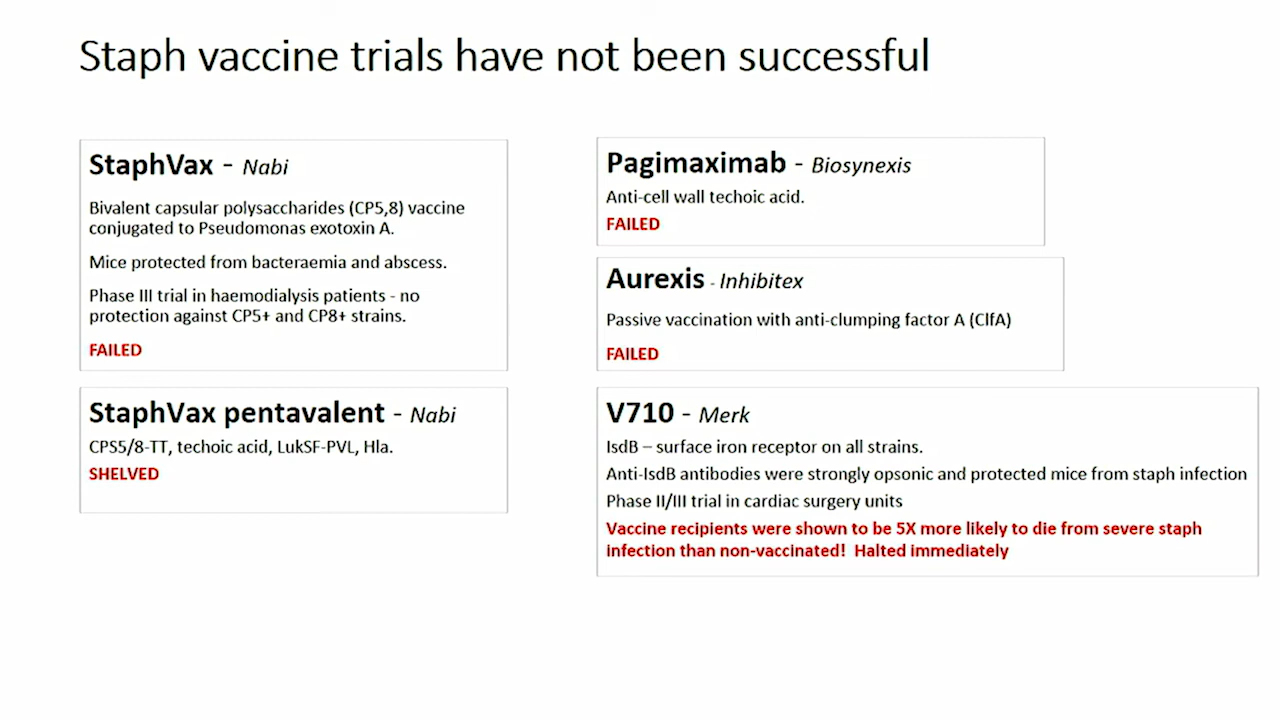 Staph vaccine trials have not been successful
StaphVax - Nabi
Bivalent capsular polysaccharides (CP5,8) vaccine
conjugated to Pseudomonas exotoxin A.
Mice protected from bacteraemia and abscess.
Phase III trial in haemodialysis patients - no
protection against CP5+ and CP8+ strains.
FAILED
StaphVax pentavalent - Nabi
CPS5/8-TT, techoic acid, LukSF-PVL, Hla.
SHELVED
Pagimaximab - Biosynexis
Anti-cell wall techoic acid.
FAILED
Aurexis - Inhibitex
Passive vaccination with anti-clumping factor A (ClfA)
FAILED
V710 - Merk
IsdB – surface iron receptor on all strains.
Anti-IsdB antibodies were strongly opsonic and protected mice from staph infection
Phase II/III trial in cardiac surgery units
Vaccine recipients were shown to be 5X more likely to die from severe staph
infection than non-vaccinated! Halted immediately